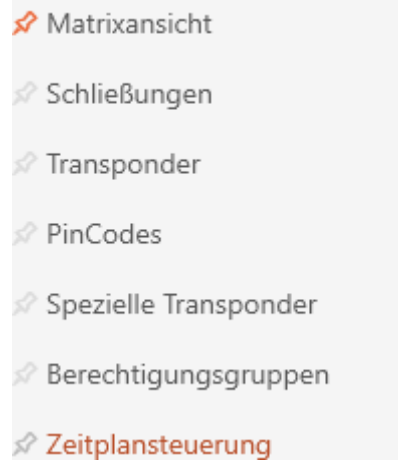 Matrixansicht
Schließungen
Transponder
PinCodes
Spezielle Transponder
Berechtigungsgruppen
Zeitplansteuerung